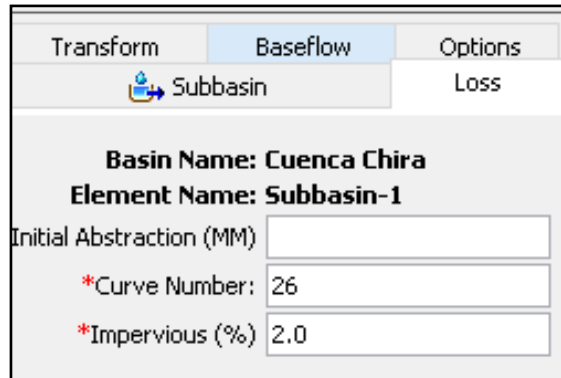 Transform Baseflow Options
Subbasin Loss
Basin Name: Cuenca Chira
Element Name: Subbasin-1
Initial Abstraction (MM)
*Curve Number: 26
*Impervious (%) 2.0